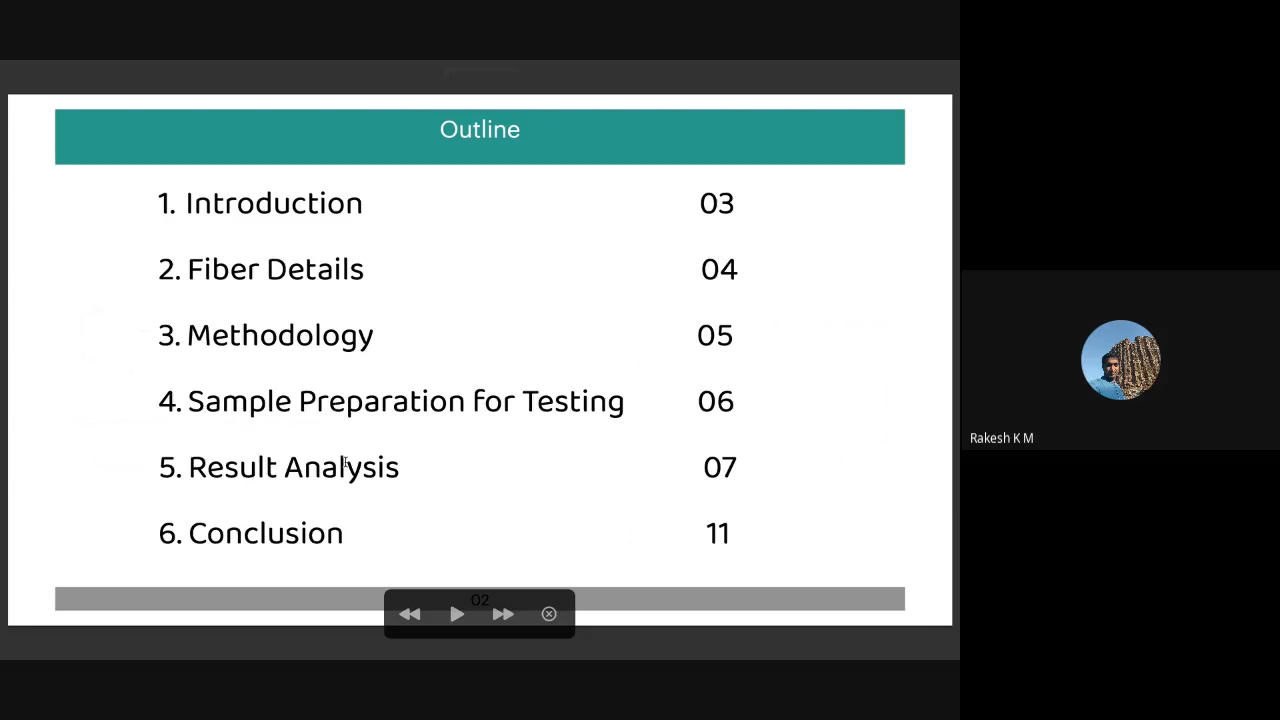 Outline
1. Introduction 03
2. Fiber Details 04
3. Methodology 05
4. Sample Preparation for Testing 06
5. Result Analysis 07
6. Conclusion 11
02
Rakesh K M